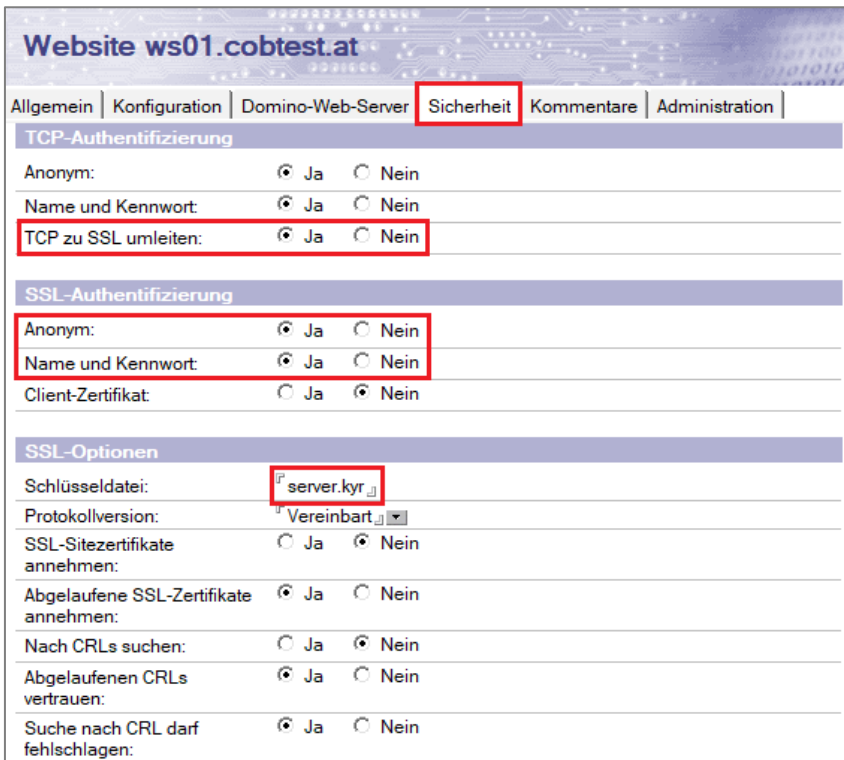 Website ws01.cobtest.at
Allgemein Konfiguration Domino-Web-Server Sicherheit Kommentare Administration
TCP-Authentifizierung
Anonym: Ja Nein
Name und Kennwort: Ja Nein
TCP zu SSL umleiten: Ja Nein
SSL-Authentifizierung
Anonym: Ja Nein
Name und Kennwort: Ja Nein
Client-Zertifikat: Ja Nein
SSL-Optionen
Schlüsseldatei: server.kyr
Protokollversion: Vereinbart
SSL-Sitezertifikate Ja Nein
annehmen:
Abgelaufene SSL-Zertifikate Ja Nein
annehmen:
Nach CRLs suchen: Ja Nein
Abgelaufenen CRLs Ja Nein
vertrauen:
Suche nach CRL darf Ja Nein
fehlschlagen: